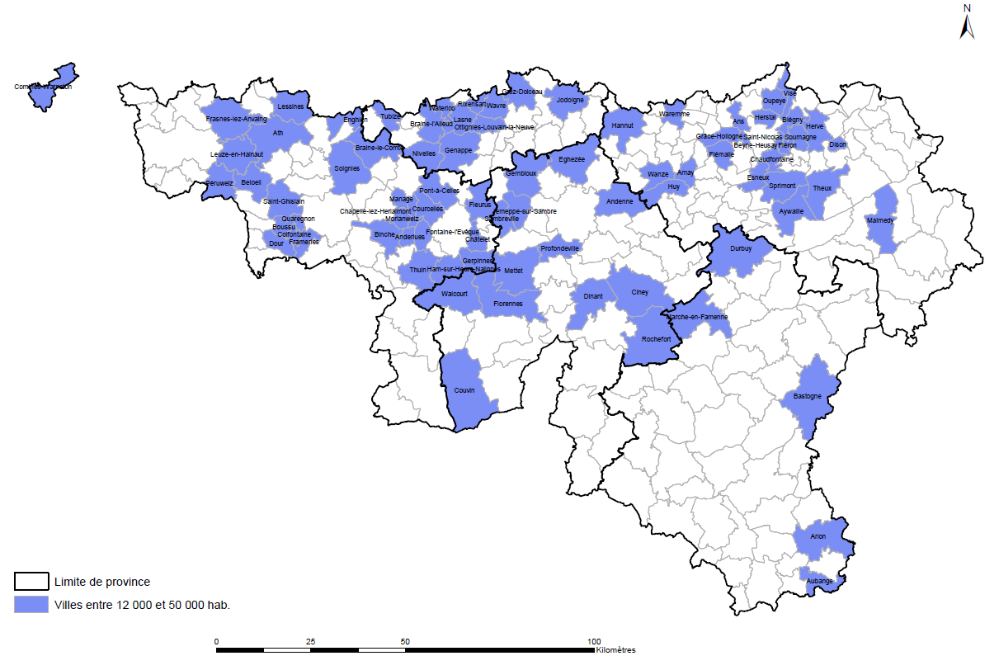 N
Comines-Warneton
Lessines
Frasnes-lez-Anvaing
Ath
Enghien
Tubize
Leuze-en-Hainaut
Braine-le-Comte
Soignies
Péruwelz
Beloeil
Saint-Ghislain
Quaregnon
Boussu
Colfontaine
Dour
Frameries
Waterloo
Rixensart
Wavre
Grez-Doiceau
Jodoigne
Braine-l'Alleud
Lasne
Ottignies-Louvain-la-Neuve
Nivelles
Genappe
Hannut
Waremme
Visé
Oupeye
Ans
Herstal
Blégny
Herve
Grâce-Hollogne
Saint-Nicolas
Soumagne
Beyne-Heusay
Fléron
Dison
Flémalle
Chaudfontaine
Wanze
Amay
Huy
Esneux
Sprimont
Theux
Aywaille
Malmedy
Eghezée
Gembloux
Pont-à-Celles
Manage
Courcelles
Fleurus
Chapelle-lez-Herlaimont
Morlanwelz
Jemeppe-sur-Sambre
Sambreville
Andenne
Binche
Anderlues
Fontaine-l'Evêque
Châtelet
Profondeville
Durbuy
Thuin
Ham-sur-Heure-Nalinnes
Gerpinnes
Mettet
Walcourt
Florennes
Dinant
Ciney
Marche-en-Famenne
Rochefort
Couvin
Bastogne
Arlon
Aubange
Limite de province
Villes entre 12 000 et 50 000 hab.
0 25 50 100
Kilomètres